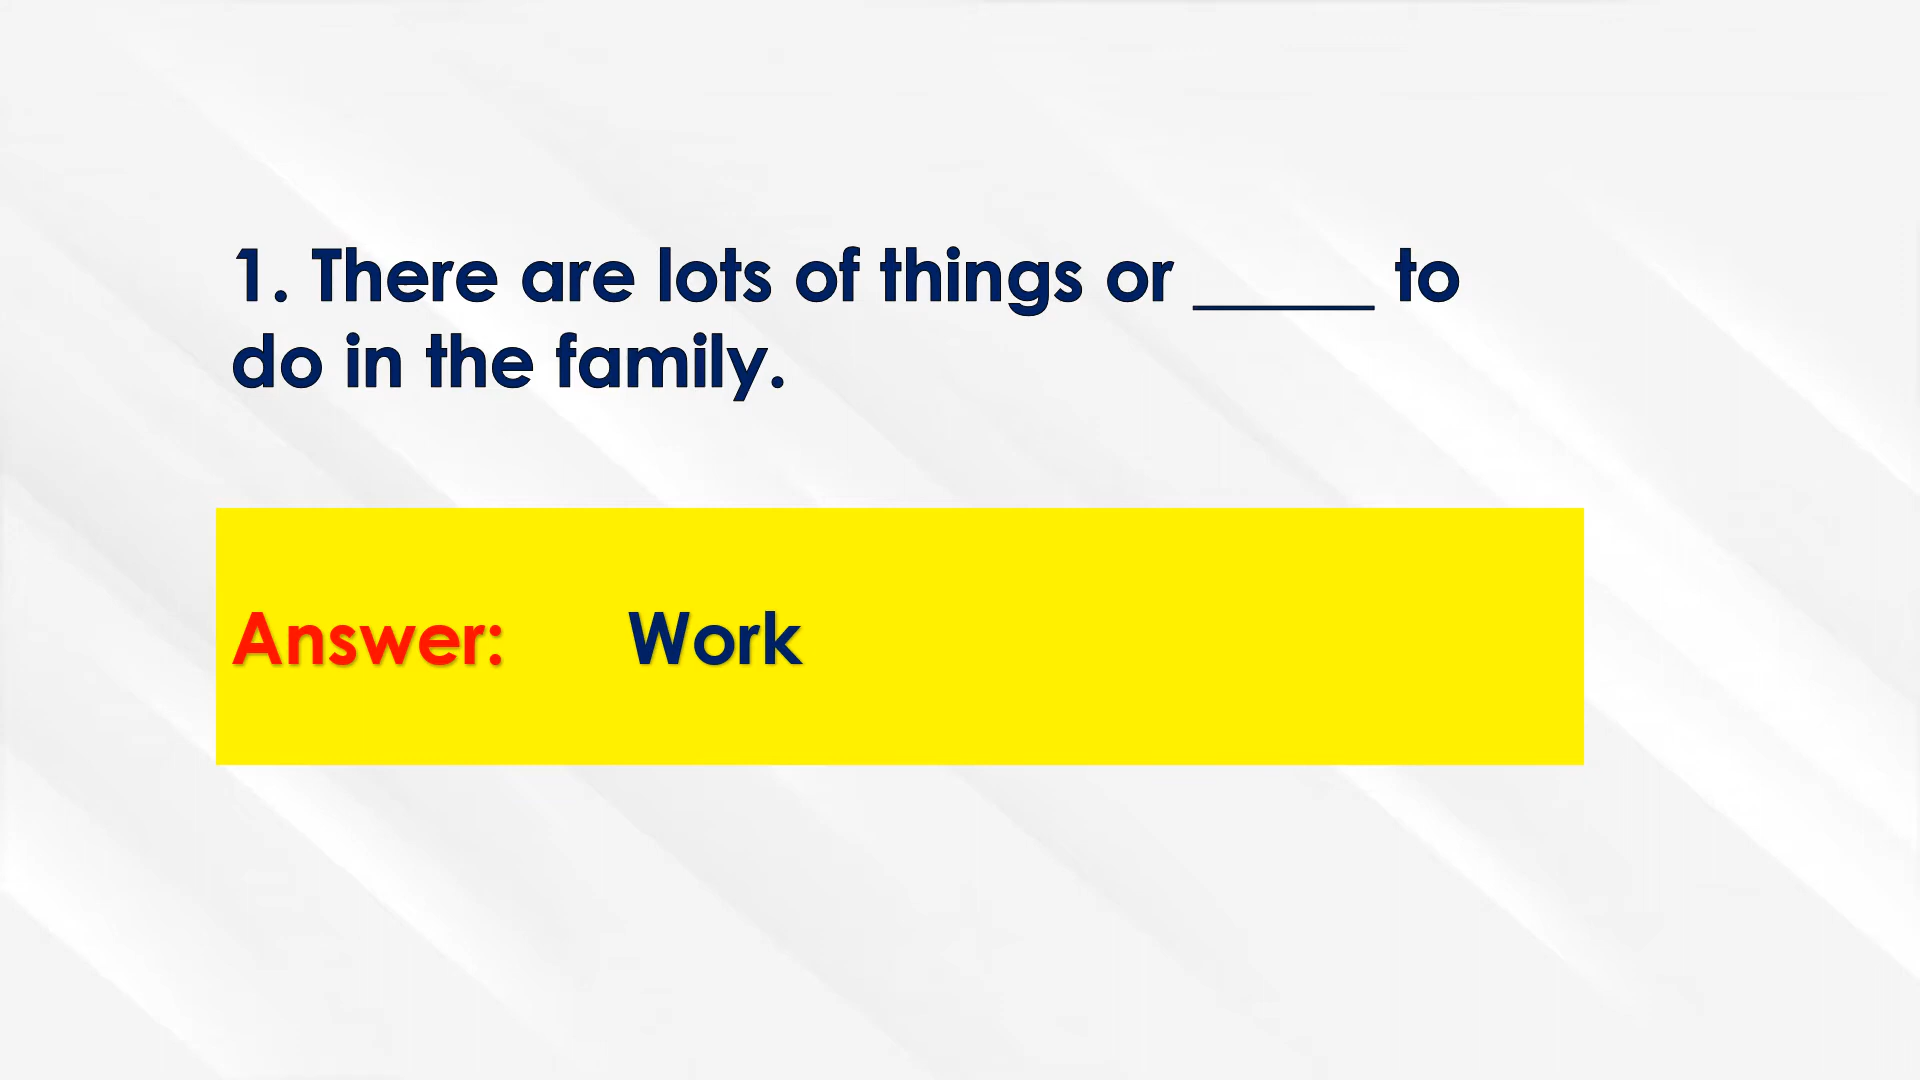 1. There are lots of things or _____ to
do in the family.
Answer: Work